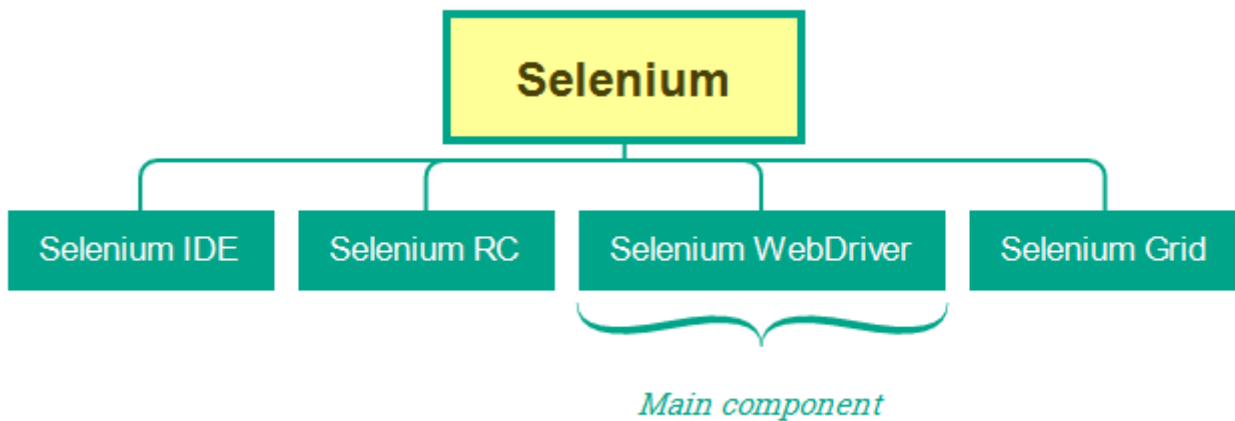 Selenium
Selenium IDE
Selenium RC
Selenium WebDriver
Selenium Grid
Main component